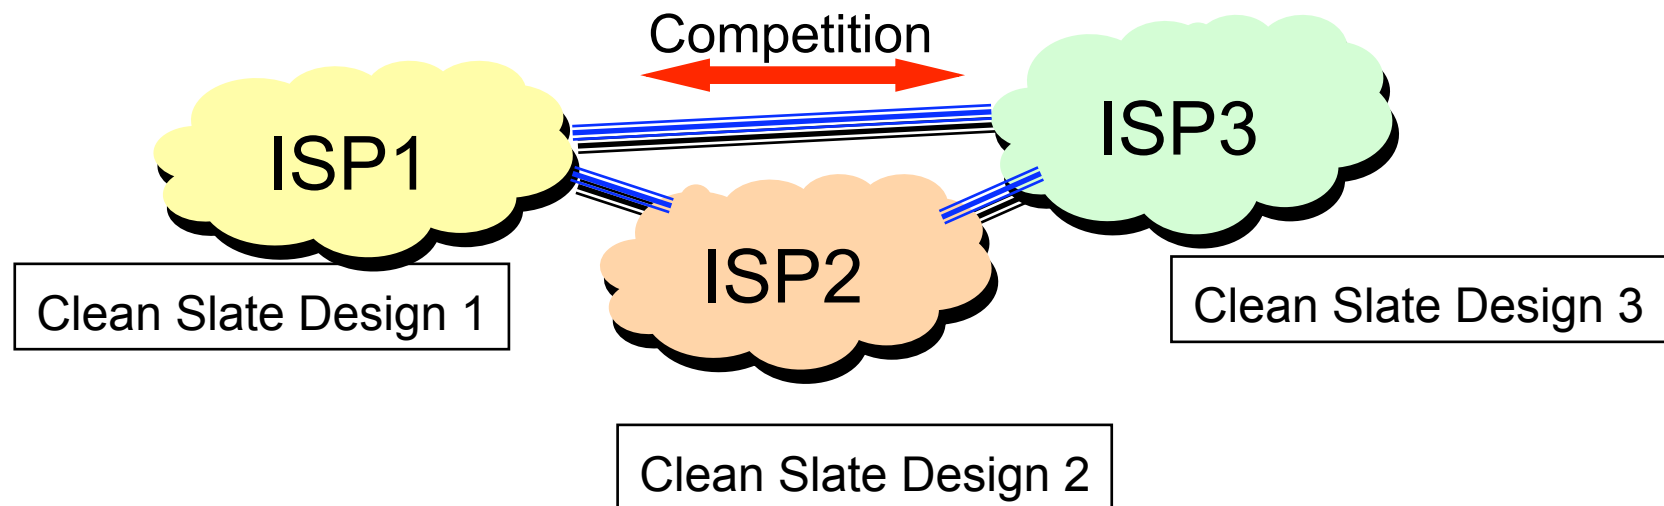 Competition
ISP1
ISP3
ISP2
Clean Slate Design 1
Clean Slate Design 3
Clean Slate Design 2